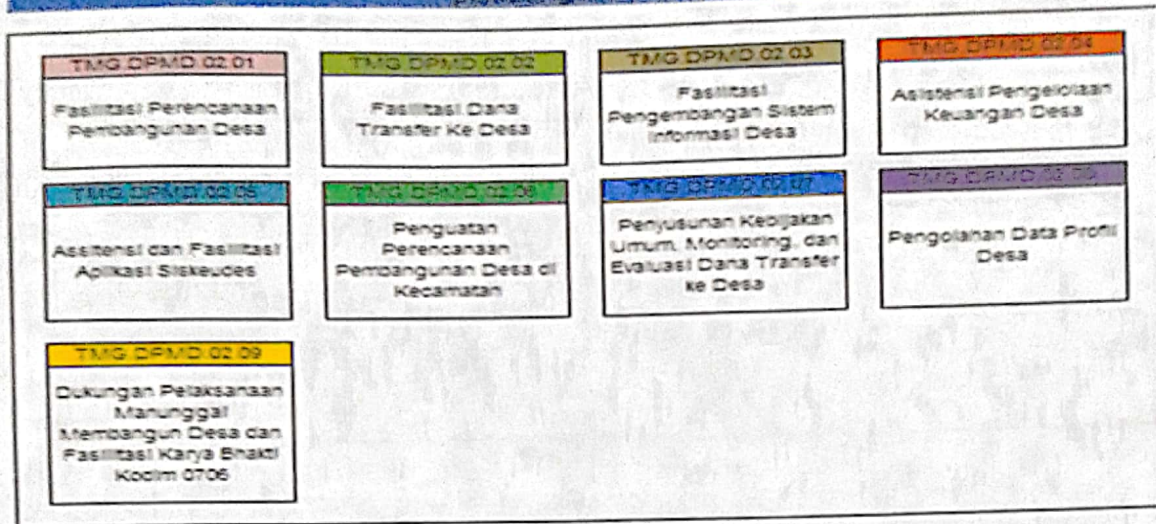 TMG.DPMD.02.01
Fasilitasi Perencanaan
Pembangunan Desa
TMG.DPMD.02.02
Fasilitasi Dana
Transfer Ke Desa
TMG.DPMD.02.03
Fasilitasi
Pengembangan Sistem
Informasi Desa
TMG.DPMD.02.04
Asistensi Pengelolaan
Keuangan Desa
TMG.DPMD.02.05
Assitensi dan Fasilitasi
Aplikasi Siskeudes
TMG.DPMD.02.06
Penguatan
Perencanaan
Pembangunan Desa di
Kecamatan
TMG.DPMD.02.07
Penyusunan Kebijakan
Umum, Monitoring, dan
Evaluasi Dana Transfer
ke Desa
Pengolahan Data Profil
Desa
TMG.DPMD.02.09
Dukungan Pelaksanaan
Manunggal
Membangun Desa dan
Fasilitasi Karya Bhakti
Kodim 0706